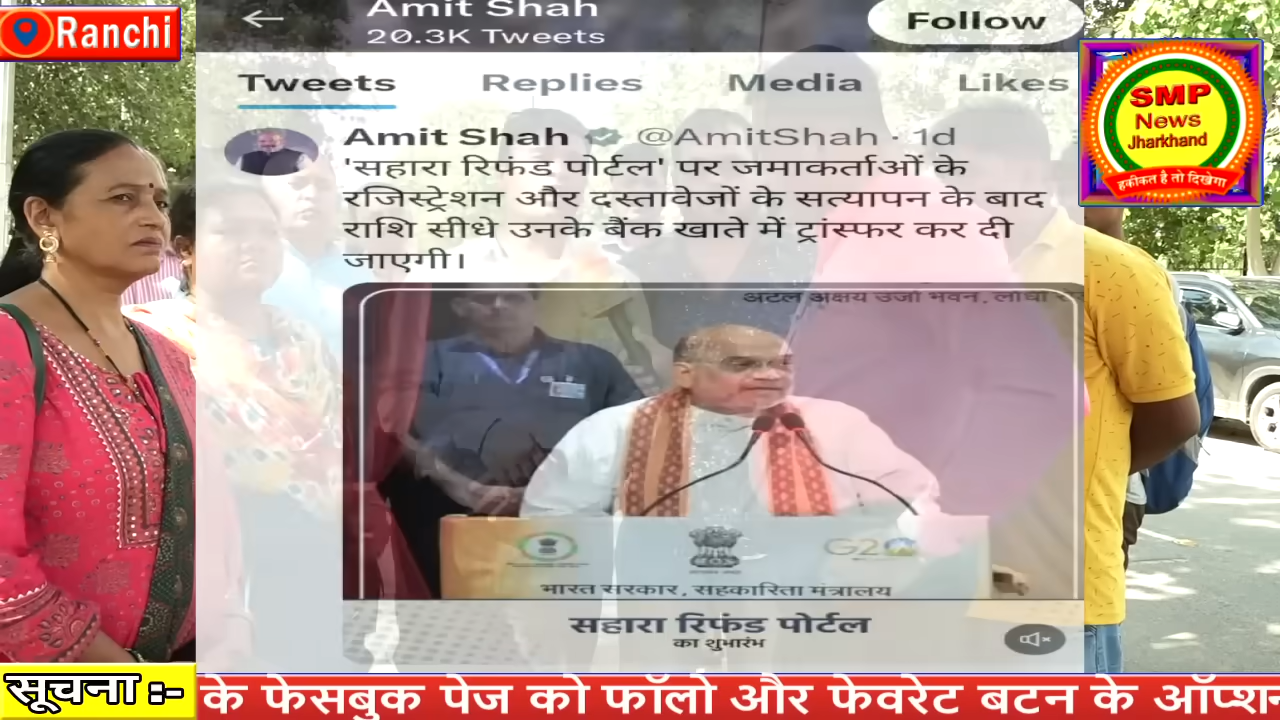 Ranchi
Amit Shah
20.3K Tweets
Follow
Tweets Replies Media Likes
Amit Shah @AmitShah · 1d
'सहारा रिफंड पोर्टल' पर जमाकर्ताओं के
रजिस्ट्रेशन और दस्तावेजों के सत्यापन के बाद
राशि सीधे उनके बैंक खाते में ट्रांस्फर कर दी
जाएगी।
अटल अक्षय उर्जा भवन, लोधी
G20
भारत सरकार, सहकारिता मंत्रालय
सहारा रिफंड पोर्टल
का शुभारंभ
SMP
News
Jharkhand
हकीकत है तो दिखेगा
सूचना :-
के फेसबुक पेज को फॉलो और फेवरेट बटन के ऑप्शन